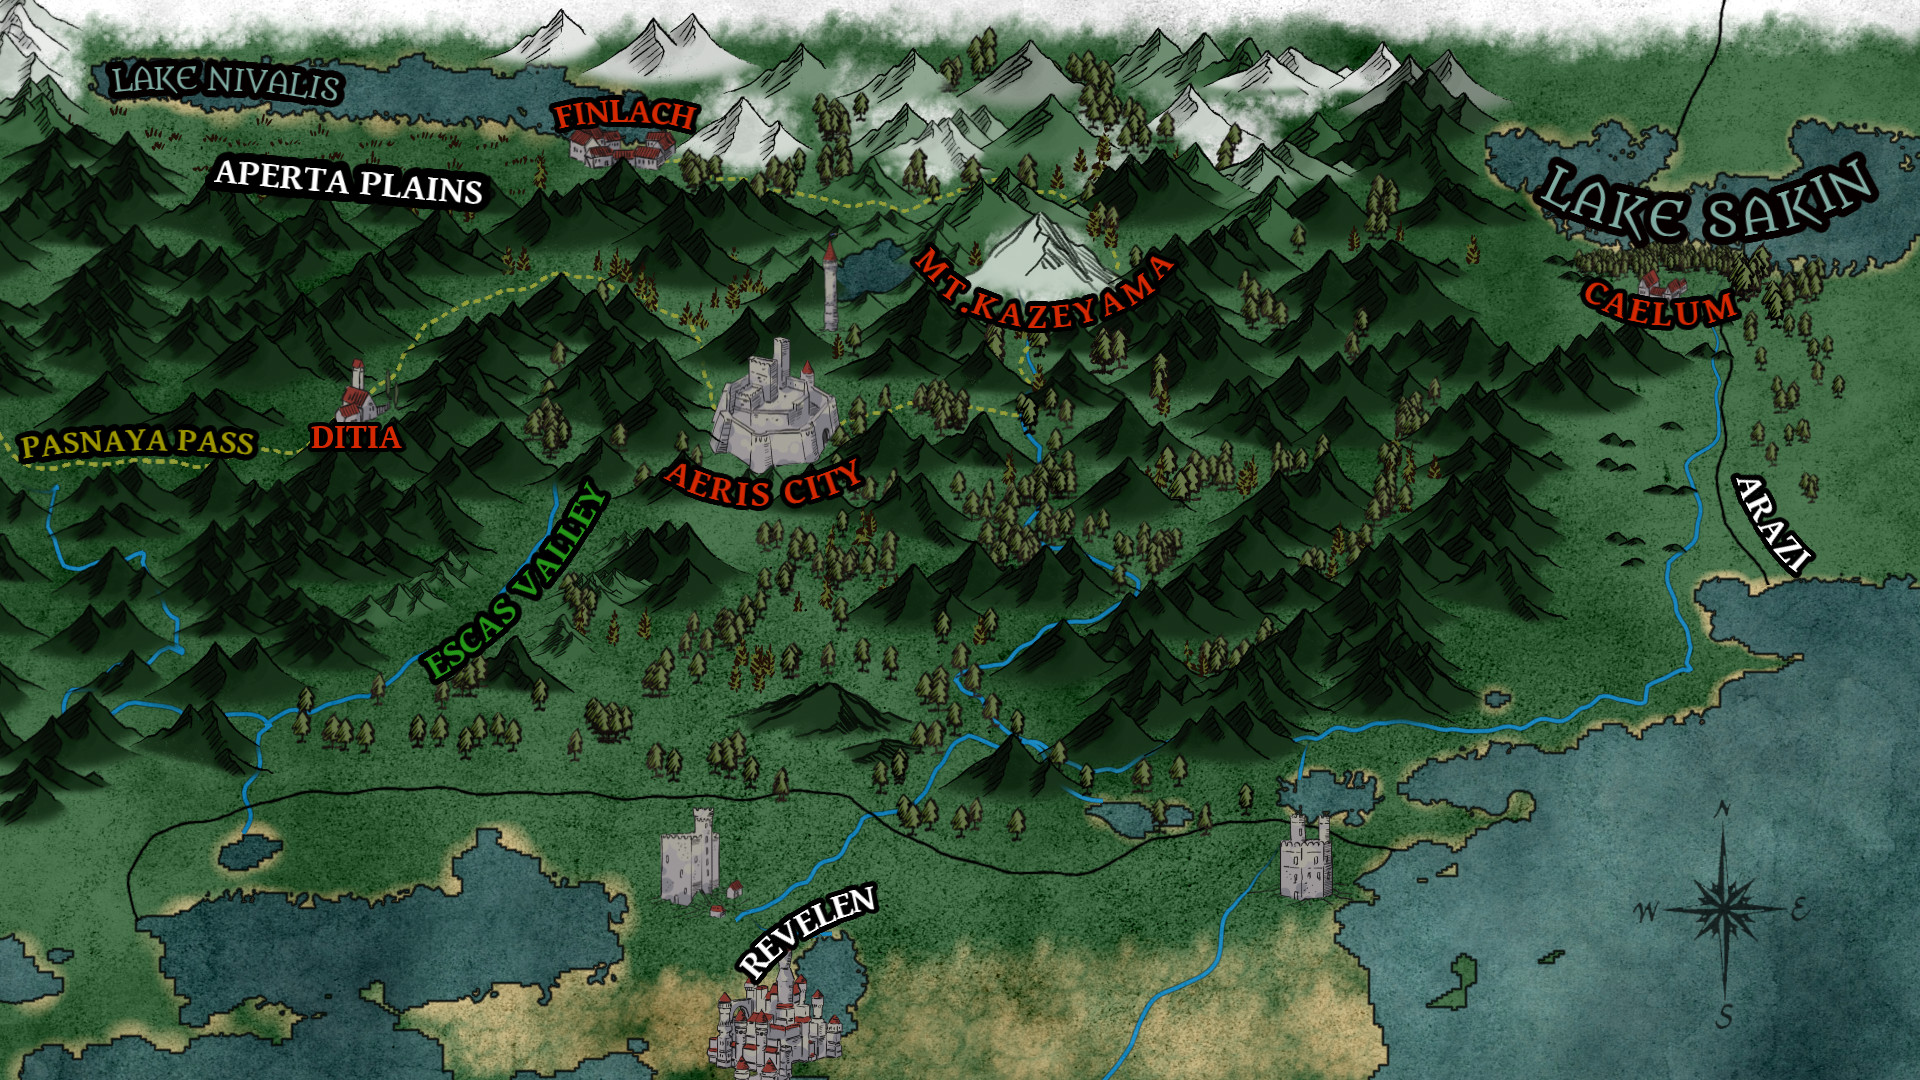 LAKE NIVALIS
FINLACH
APERTA PLAINS
LAKE SAKIN
MT.KAZEYAMA
CAELUM
PASNAYA PASS
DITIA
AERIS CITY
ESCAS VALLEY
ARAZI
REVELEN
N
W
E
S